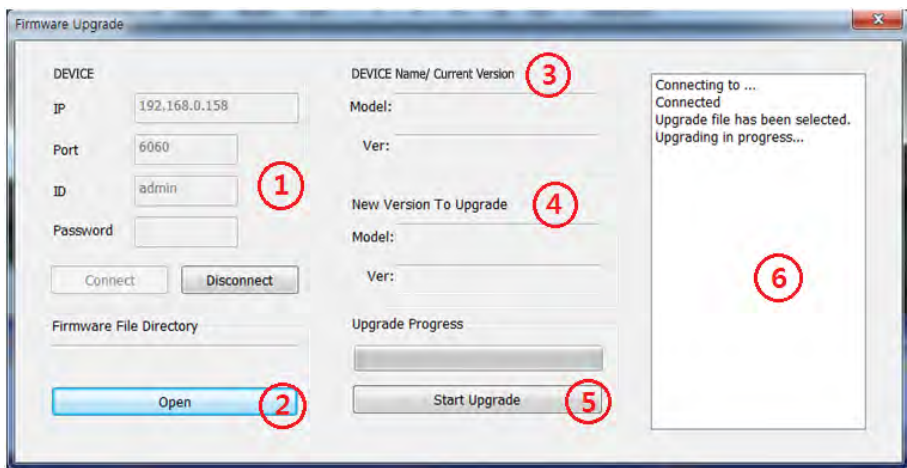 Firmware Upgrade
DEVICE
IP 192.168.0.158
Port 6060
ID admin
Password
Connect Disconnect
1
Firmware File Directory
Open
2
DEVICE Name/ Current Version
3
Model:
Ver:
New Version To Upgrade
4
Model:
Ver:
Upgrade Progress
Start Upgrade
5
Connecting to ...
Connected
Upgrade file has been selected.
Upgrading in progress...
6